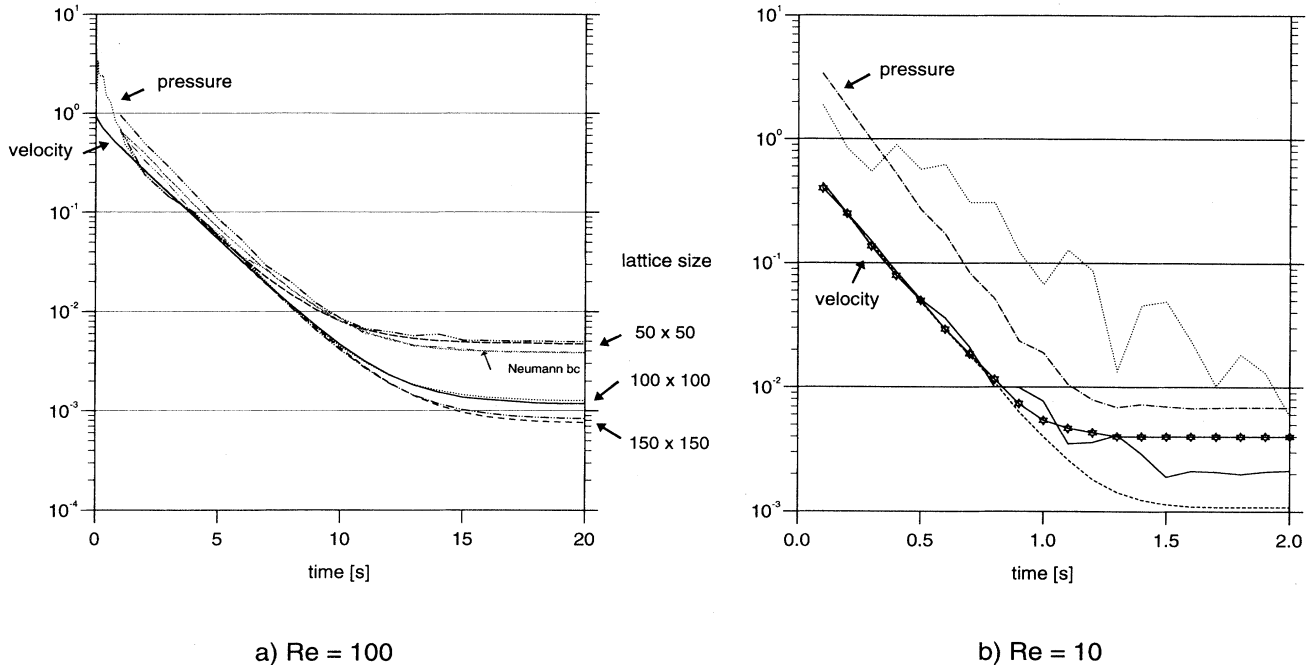 10¹
10⁰
10⁻¹
10⁻²
10⁻³
10⁻⁴
pressure
velocity
lattice size
50 x 50
Neumann bc
100 x 100
150 x 150
0 5 10 15 20
time [s]
a) Re = 100
10¹
10⁰
10⁻¹
10⁻²
10⁻³
pressure
velocity
0.0 0.5 1.0 1.5 2.0
time [s]
b) Re = 10